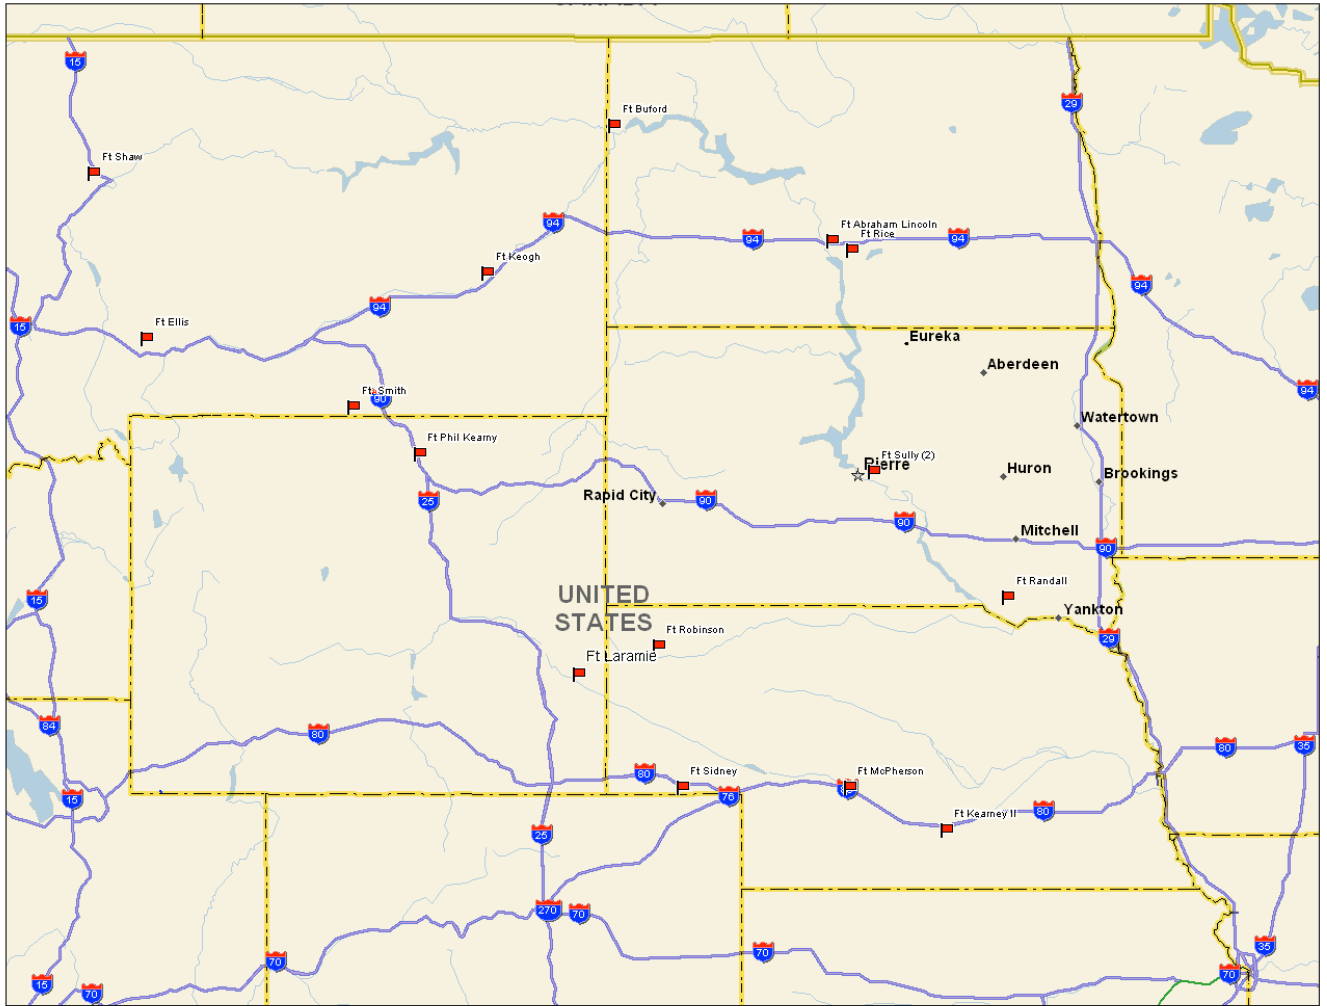 15
29
Ft Buford
Ft Shaw
94
94
Ft Abraham Lincoln
Ft Rice
94
Ft Keogh
94
94
15
Ft Ellis
Eureka
Aberdeen
94
Ft. Smith
90
Watertown
Ft Phil Kearny
Pierre
Ft Sully (2)
Huron
Brookings
25
Rapid City
90
90
Mitchell
90
15
UNITED
STATES
Ft Randall
Yankton
29
Ft Robinson
Ft Laramie
84
80
80
35
80
Ft Sidney
Ft McPherson
15
76
Ft Kearney II
80
25
270
70
35
70
70
70
15
70